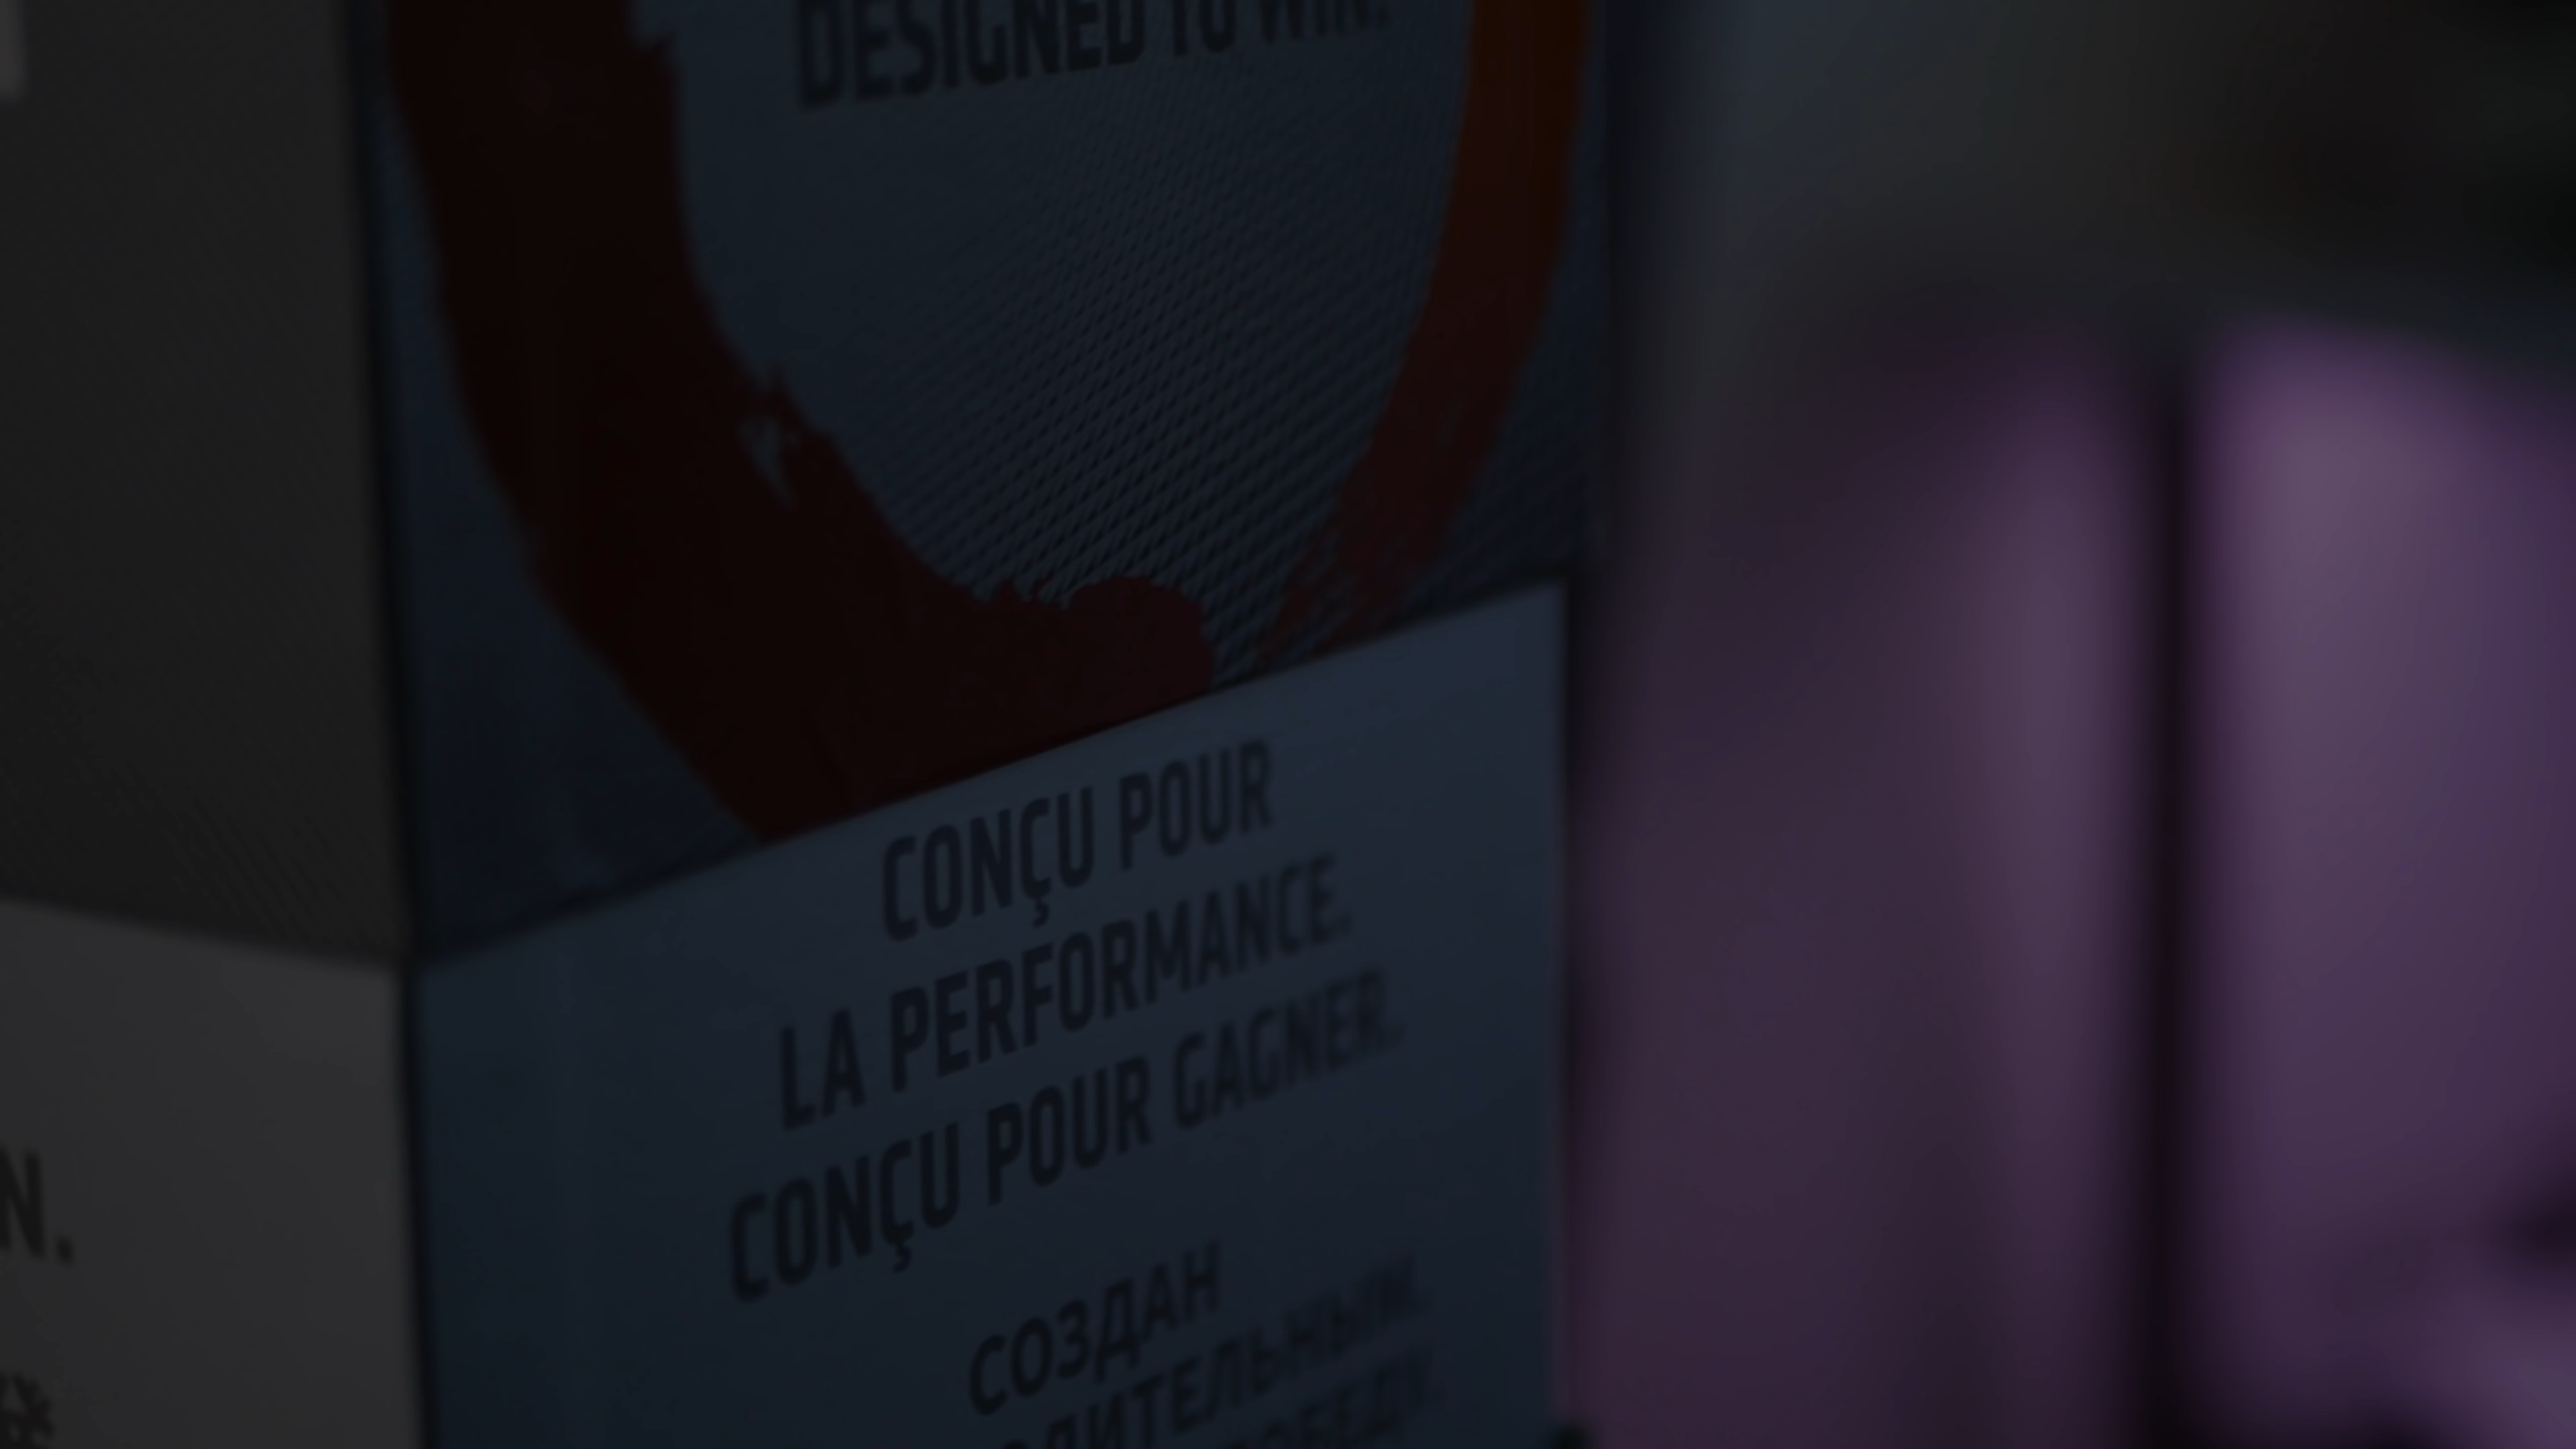 DESIGNED TO WIN.
CONÇU POUR
LA PERFORMANCE.
CONÇU POUR GAGNER.
СОЗДАН
N.